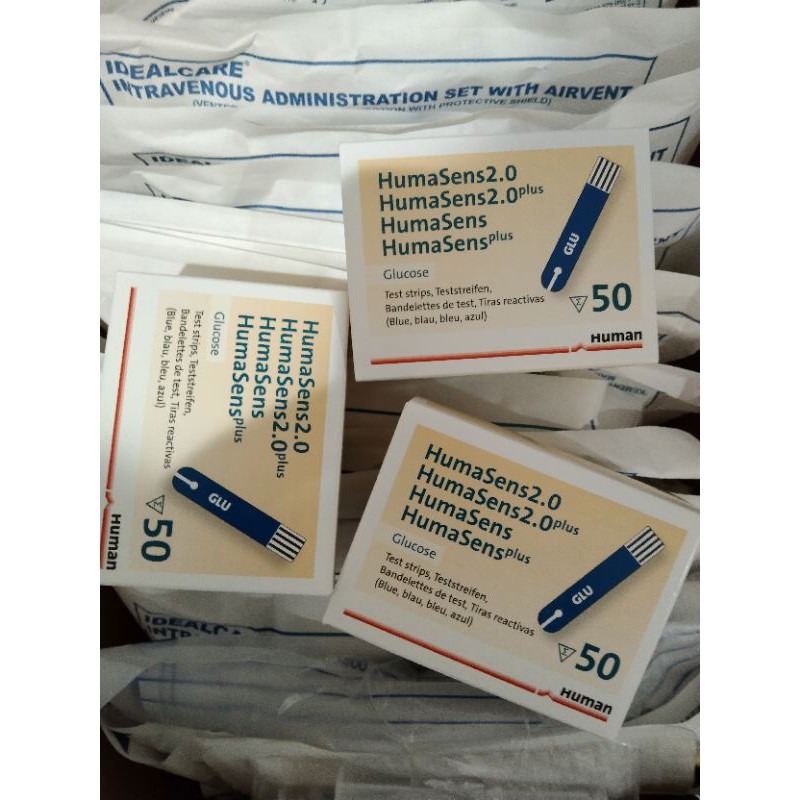 IDEALCARE®
INTRAVENOUS ADMINISTRATION SET WITH AIRVENT
WITH PROTECTIVE SHIELD)
HumaSens2.0
HumaSens2.0plus
HumaSens
HumaSensplus
Glucose
Test strips, Teststreifen,
Bandelettes de test, Tiras reactivas
(Blue, blau, bleu, azul)
GLU
Σ 50
Human
HumaSens2.0
HumaSens2.0plus
HumaSens
HumaSensplus
Glucose
Test strips, Teststreifen,
Bandelettes de test, Tiras reactivas
(Blue, blau, bleu, azul)
GLU
Σ 50
Human
HumaSens2.0
HumaSens2.0plus
HumaSens
HumaSensplus
Glucose
Test strips, Teststreifen,
Bandelettes de test, Tiras reactivas
(Blue, blau, bleu, azul)
GLU
Σ 50
Human